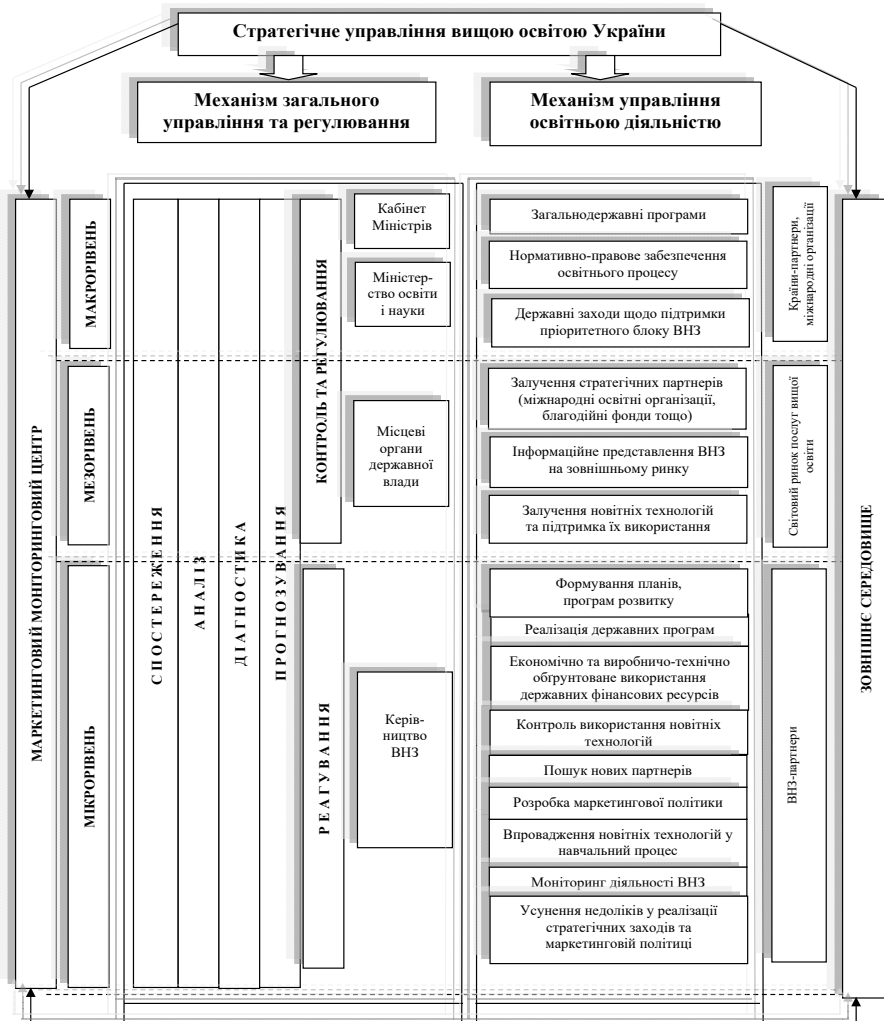 Стратегічне управління вищою освітою України
Механізм загального
управління та регулювання
Механізм управління
освітньою діяльністю
МАРКЕТИНГОВИЙ МОНІТОРИНГОВИЙ ЦЕНТР
МАКРОРІВЕНЬ
МЕЗОРІВЕНЬ
МІКРОРІВЕНЬ
СПОСТЕРЕЖЕННЯ
АНАЛІЗ
ДІАГНОСТИКА
ПРОГНОЗУВАННЯ
КОНТРОЛЬ ТА РЕГУЛЮВАННЯ
РЕАГУВАННЯ
Кабінет
Міністрів
Міністер-
ство освіти
і науки
Місцеві
органи
державної
влади
Керів-
ництво
ВНЗ
Загальнодержавні програми
Нормативно-правове забезпечення
освітнього процесу
Державні заходи щодо підтримки
пріоритетного блоку ВНЗ
Залучення стратегічних партнерів
(міжнародні освітні організації,
благодійні фонди тощо)
Інформаційне представлення ВНЗ
на зовнішньому ринку
Залучення новітніх технологій
та підтримка їх використання
Формування планів,
програм розвитку
Реалізація державних програм
Економічно та виробничо-технічно
обґрунтоване використання
державних фінансових ресурсів
Контроль використання новітніх
технологій
Пошук нових партнерів
Розробка маркетингової політики
Впровадження новітніх технологій у
навчальний процес
Моніторинг діяльності ВНЗ
Усунення недоліків у реалізації
стратегічних заходів та
маркетинговій політиці
Країни-партнери,
міжнародні організації
Світовий ринок послуг вищої
освіти
ВНЗ-партнери
ЗОВНІШНЄ СЕРЕДОВИЩЕ